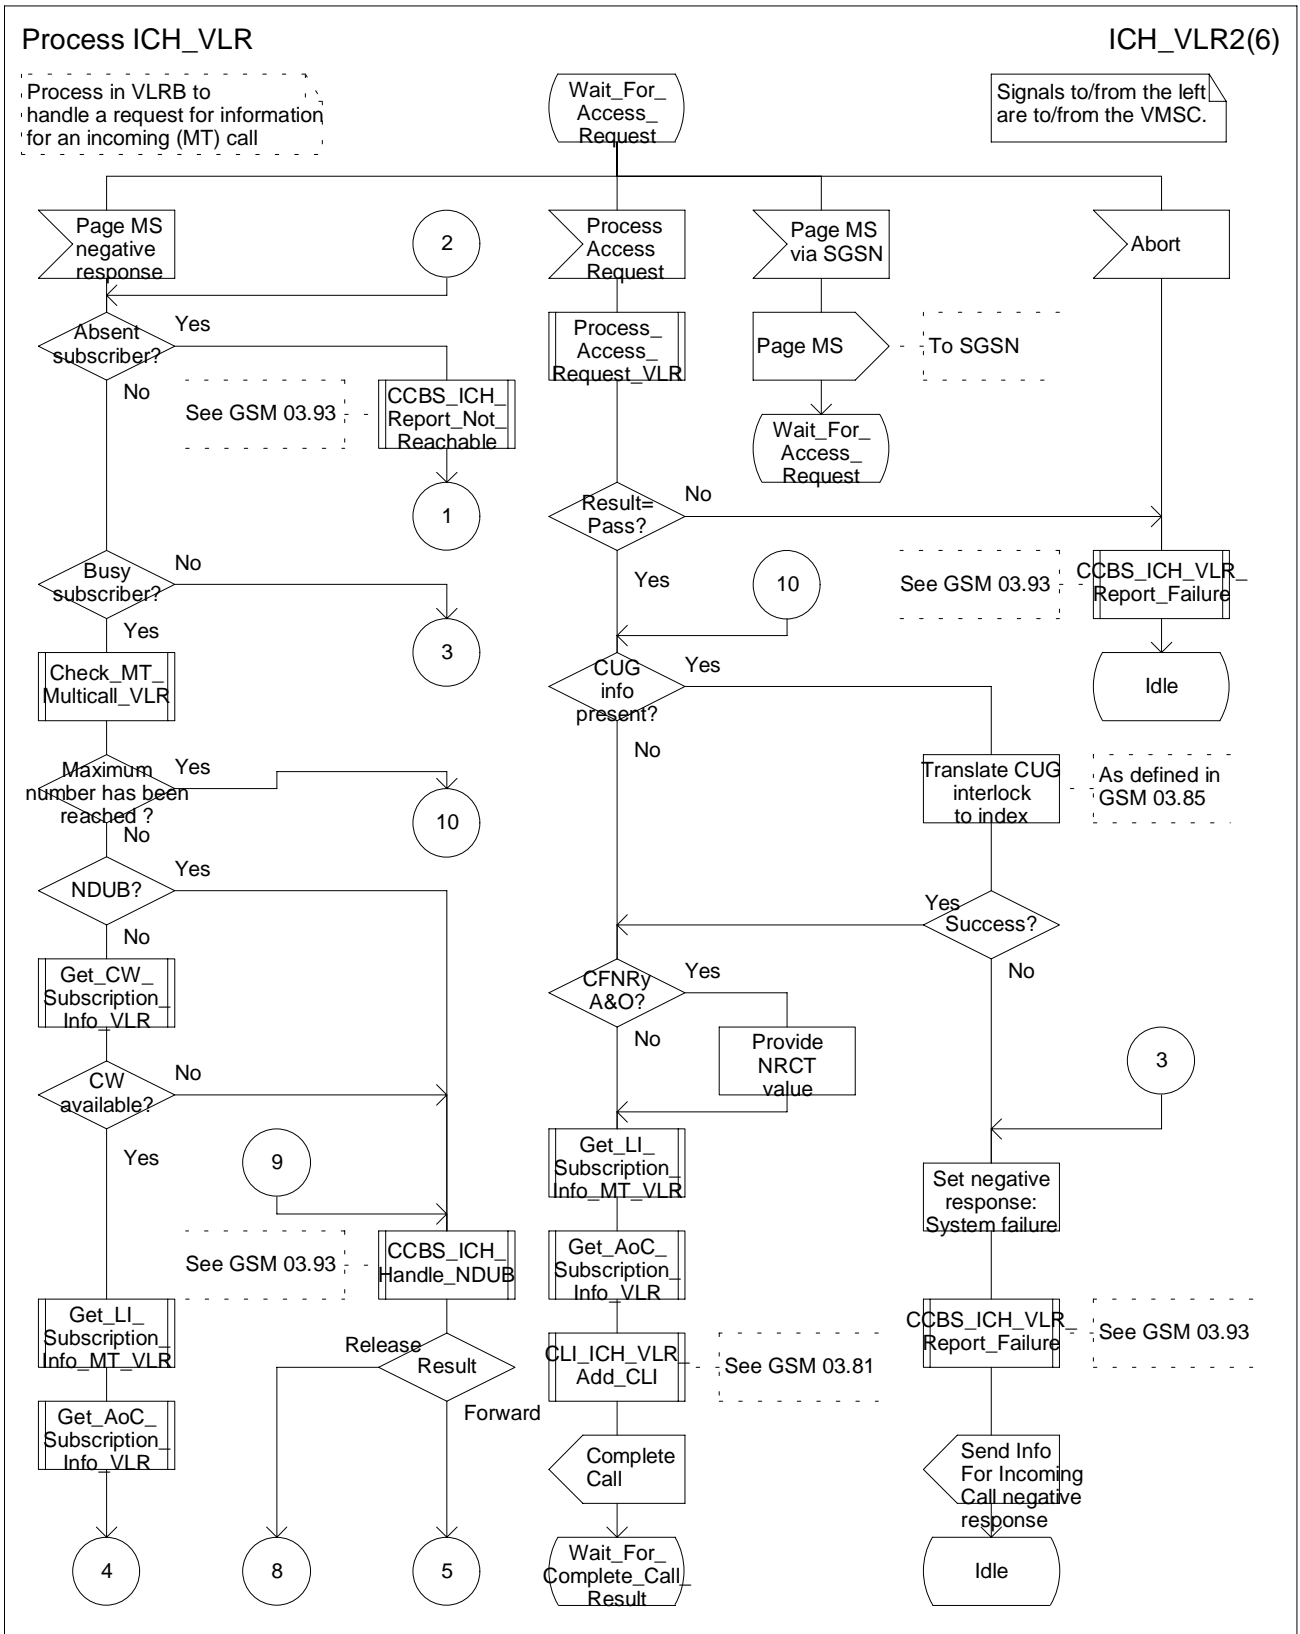 Process ICH_VLR
ICH_VLR2(6)
Process in VLRB to
handle a request for information
for an incoming (MT) call
Wait_For_
Access_
Request
Signals to/from the left
are to/from the VMSC.
Page MS
negative
response
2
Process
Access
Request
Page MS
via SGSN
Abort
Absent
subscriber?
Yes
No
Process_
Access_
Request_VLR
Page MS
To SGSN
See GSM 03.93
CCBS_ICH_
Report_Not_
Reachable
Wait_For_
Access_
Request
1
Result=
Pass?
No
Yes
Busy
subscriber?
No
Yes
10
See GSM 03.93
CCBS_ICH_VLR_
Report_Failure
3
Check_MT_
Multicall_VLR
CUG
info
present?
Yes
No
Idle
Maximum
number has been
reached ?
Yes
No
10
Translate CUG
interlock
to index
As defined in
GSM 03.85
NDUB?
Yes
No
Yes
Success?
No
Get_CW_
Subscription_
Info_VLR
CFNRy
A&O?
Yes
No
Provide
NRCT
value
3
CW
available?
No
Yes
9
Get_LI_
Subscription_
Info_MT_VLR
Set negative
response:
System failure
See GSM 03.93
CCBS_ICH_
Handle_NDUB
Get_AoC_
Subscription_
Info_VLR
Get_LI_
Subscription_
Info_MT_VLR
Release
Result
Forward
CLI_ICH_VLR_
Add_CLI
See GSM 03.81
CCBS_ICH_VLR_
Report_Failure
See GSM 03.93
Get_AoC_
Subscription_
Info_VLR
Complete
Call
Send Info
For Incoming
Call negative
response
4
8
5
Wait_For_
Complete_Call_
Result
Idle